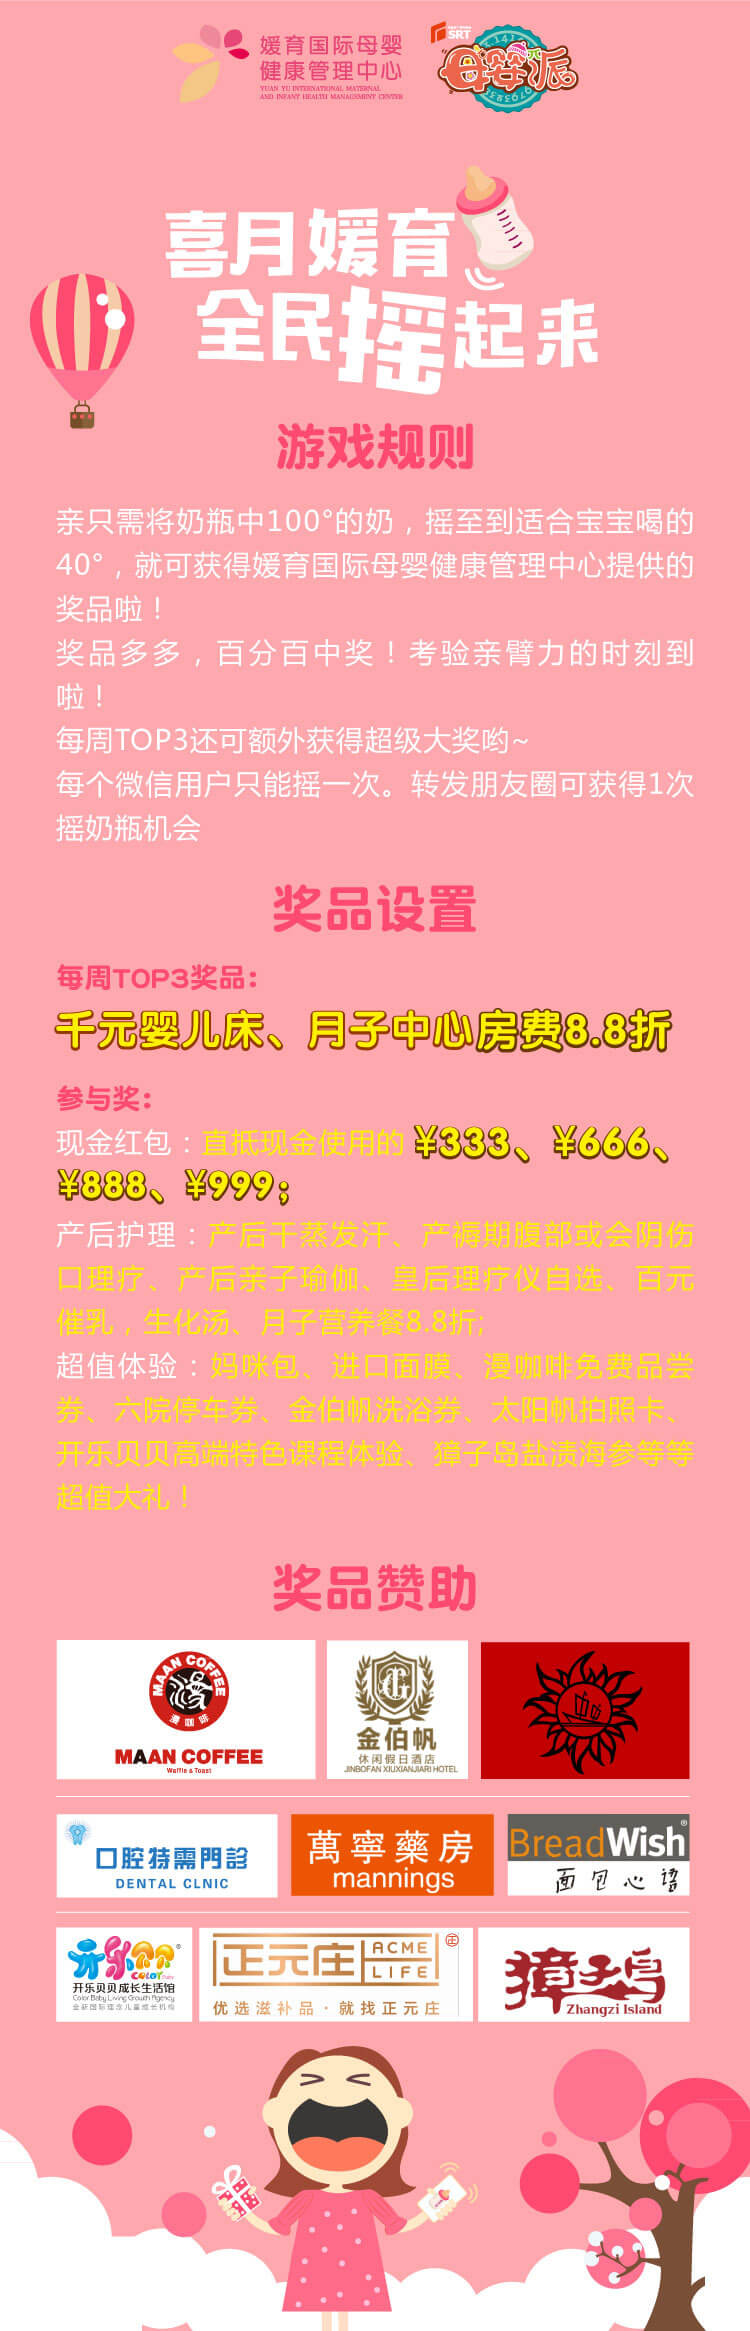 媛育国际母婴
健康管理中心
YUAN YU INTERNATIONAL MATERNAL
AND INFANT HEALTH MANAGEMENT CENTER
SRT
母婴派
喜月媛育
全民摇起来
游戏规则
亲只需将奶瓶中100°的奶，摇至到适合宝宝喝的
40°，就可获得媛育国际母婴健康管理中心提供的
奖品啦！
奖品多多，百分百中奖！考验亲臂力的时刻到
啦！
每周TOP3还可额外获得超级大奖哟~
每个微信用户只能摇一次。转发朋友圈可获得1次
摇奶瓶机会
奖品设置
每周TOP3奖品：
千元婴儿床、月子中心房费8.8折
参与奖：
现金红包：直抵现金使用的 ¥333、¥666、
¥888、¥999；
产后护理：产后干蒸发汗、产褥期腹部或会阴伤
口理疗、产后亲子瑜伽、皇后理疗仪自选、百元
催乳，生化汤、月子营养餐8.8折;
超值体验：妈咪包、进口面膜、漫咖啡免费品尝
券、六院停车券、金伯帆洗浴券、太阳帆拍照卡、
开乐贝贝高端特色课程体验、獐子岛盐渍海参等等
超值大礼！
奖品赞助
MAAN COFFEE
漫咖啡
MAAN COFFEE
Waffle & Toast
金伯帆
休闲假日酒店
JINBOFAN XIUXIANJIARI HOTEL
口腔特需門診
DENTAL CLNIC
萬寧藥房
mannings
BreadWish®
面包心语
开乐贝贝成长生活馆
Color Baby Living Growth Agency
全新国际理念儿童成长机构
正元庄 ACME LIFE
优选滋补品·就找正元庄
獐子岛
Zhangzi Island